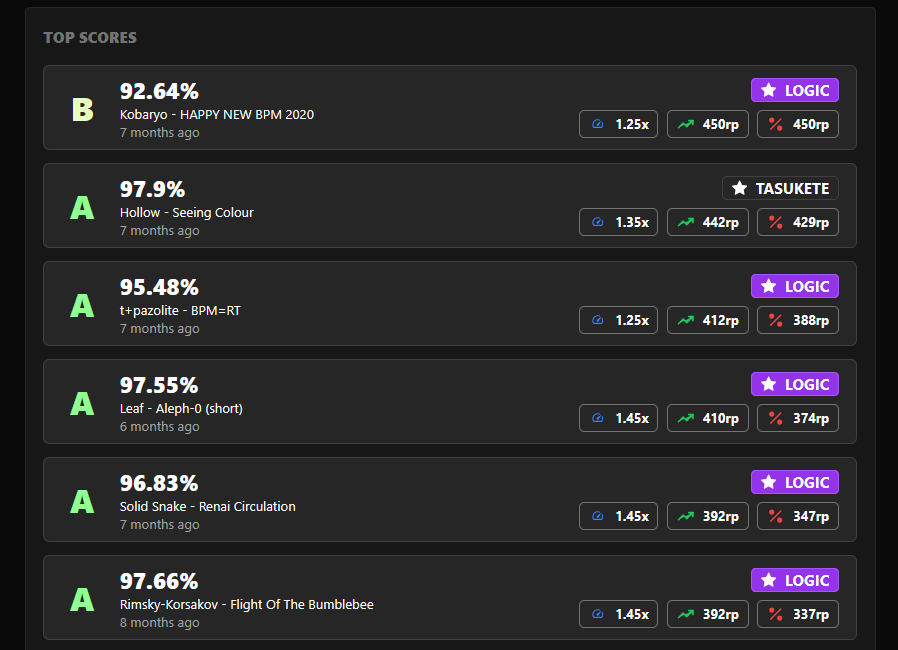 TOP SCORES
B
92.64%
Kobaryo - HAPPY NEW BPM 2020
7 months ago
LOGIC
1.25x 450rp 450rp
A
97.9%
Hollow - Seeing Colour
7 months ago
TASUKETE
1.35x 442rp 429rp
A
95.48%
t+pazolite - BPM=RT
7 months ago
LOGIC
1.25x 412rp 388rp
A
97.55%
Leaf - Aleph-0 (short)
6 months ago
LOGIC
1.45x 410rp 374rp
A
96.83%
Solid Snake - Renai Circulation
7 months ago
LOGIC
1.45x 392rp 347rp
A
97.66%
Rimsky-Korsakov - Flight Of The Bumblebee
8 months ago
LOGIC
1.45x 392rp 337rp